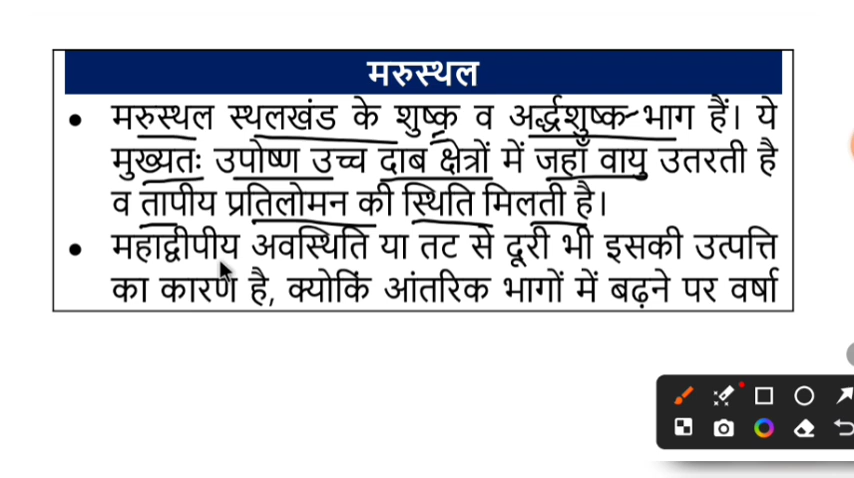 मरुस्थल
• मरुस्थल स्थलखंड के शुष्क व अर्द्धशुष्क भाग हैं। ये
मुख्यतः उपोष्ण उच्च दाब क्षेत्रों में जहाँ वायु उतरती है
व तापीय प्रतिलोमन की स्थिति मिलती है।
• महाद्वीपीय अवस्थिति या तट से दूरी भी इसकी उत्पत्ति
का कारण है, क्योकिं आंतरिक भागों में बढ़ने पर वर्षा